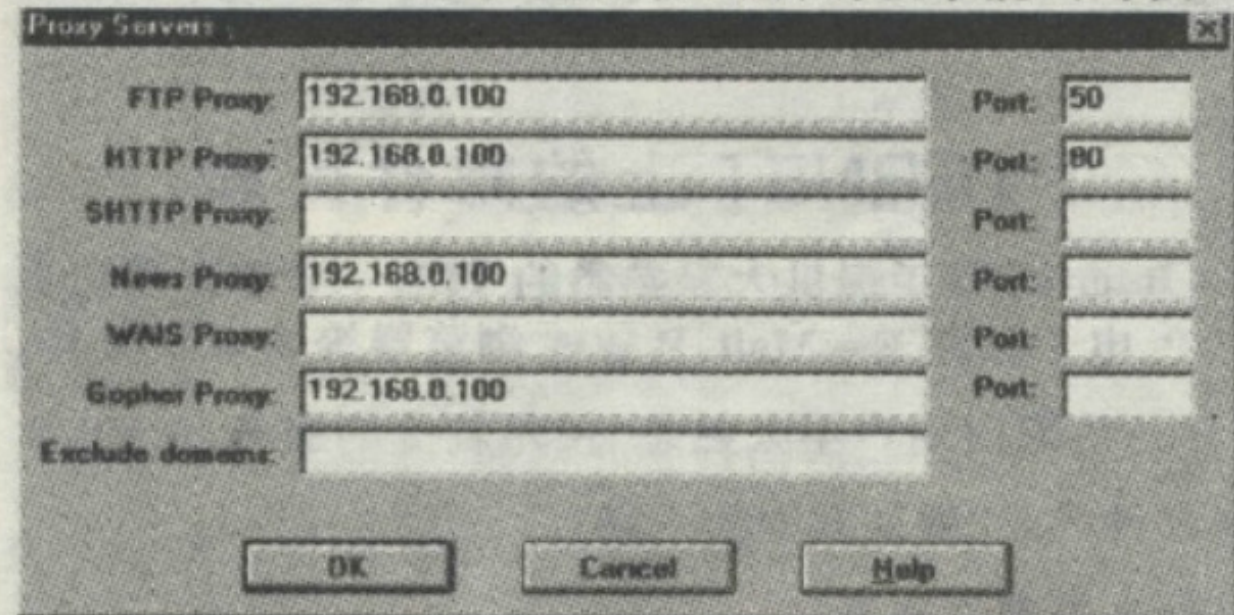 Proxy Servers
FTP Proxy: 192.168.0.100 Port: 50
HTTP Proxy: 192.168.0.100 Port: 80
SHTTP Proxy: Port:
News Proxy: 192.168.0.100 Port:
WAIS Proxy: Port:
Gopher Proxy: 192.168.0.100 Port:
Exclude domains:
OK Cancel Help